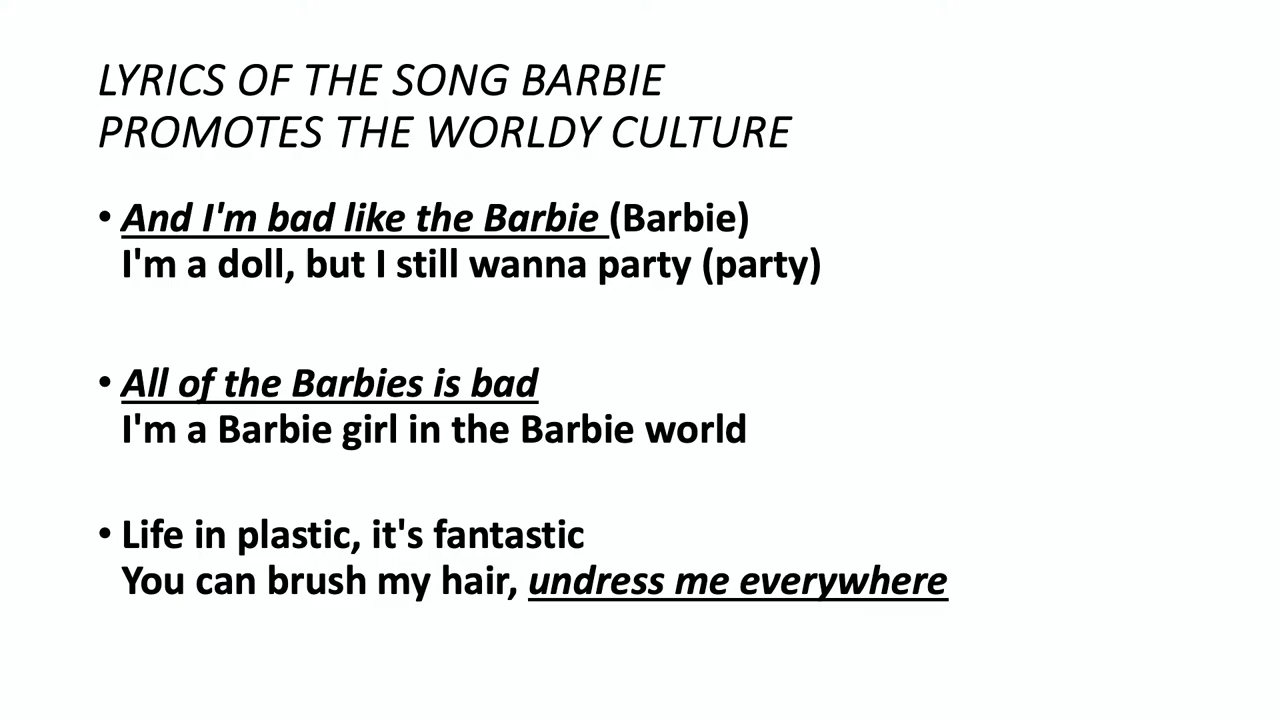 LYRICS OF THE SONG BARBIE
PROMOTES THE WORLDY CULTURE
• And I'm bad like the Barbie (Barbie)
I'm a doll, but I still wanna party (party)
• All of the Barbies is bad
I'm a Barbie girl in the Barbie world
• Life in plastic, it's fantastic
You can brush my hair, undress me everywhere